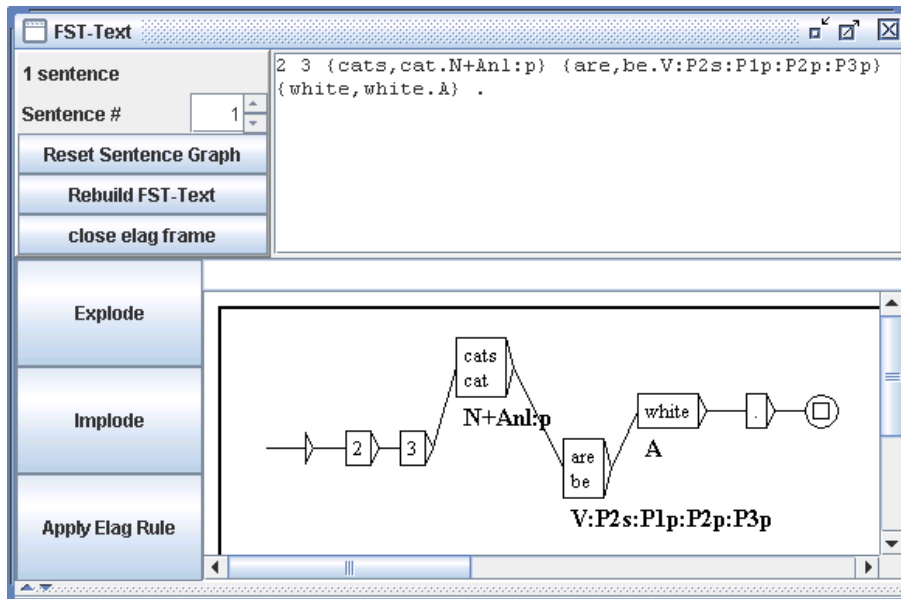 FST-Text
1 sentence
2 3 {cats,cat.N+Anl:p} {are,be.V:P2s:P1p:P2p:P3p}
{white,white.A} .
Sentence # 1
Reset Sentence Graph
Rebuild FST-Text
close elag frame
Explode
Implode
Apply Elag Rule
cats
cat
N+Anl:p
2 3
are
be
V:P2s:P1p:P2p:P3p
white
A
.